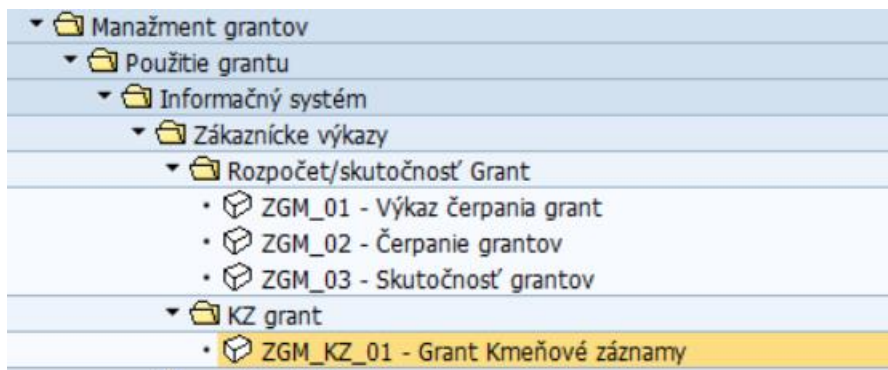 Manažment grantov
Použitie grantu
Informačný systém
Zákaznícke výkazy
Rozpočet/skutočnosť Grant
ZGM_01 - Výkaz čerpania grant
ZGM_02 - Čerpanie grantov
ZGM_03 - Skutočnosť grantov
KZ grant
ZGM_KZ_01 - Grant Kmeňové záznamy